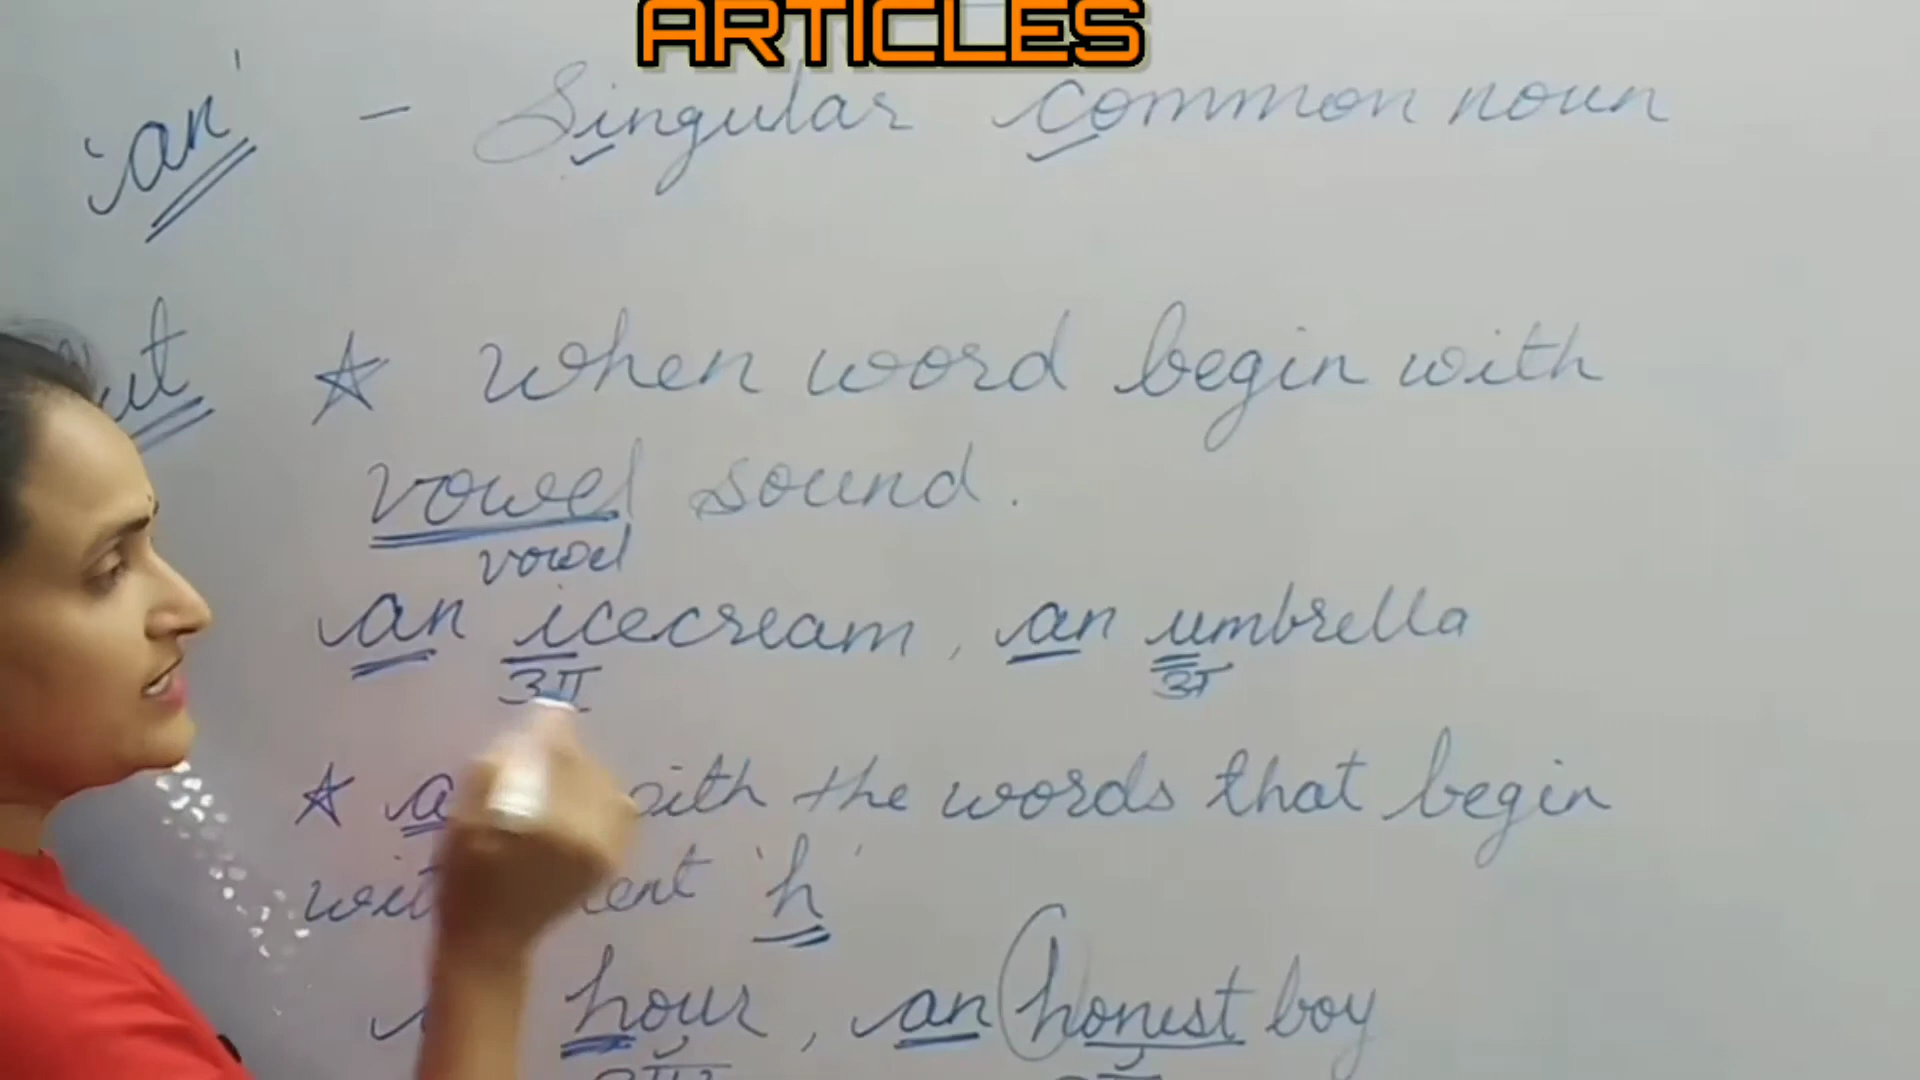 ARTICLES
'an' - Singular common noun
★ when word begin with
vowel sound.
vowel
an icecream, an umbrella
★ with the words that begin
'h'
hour, an honest boy